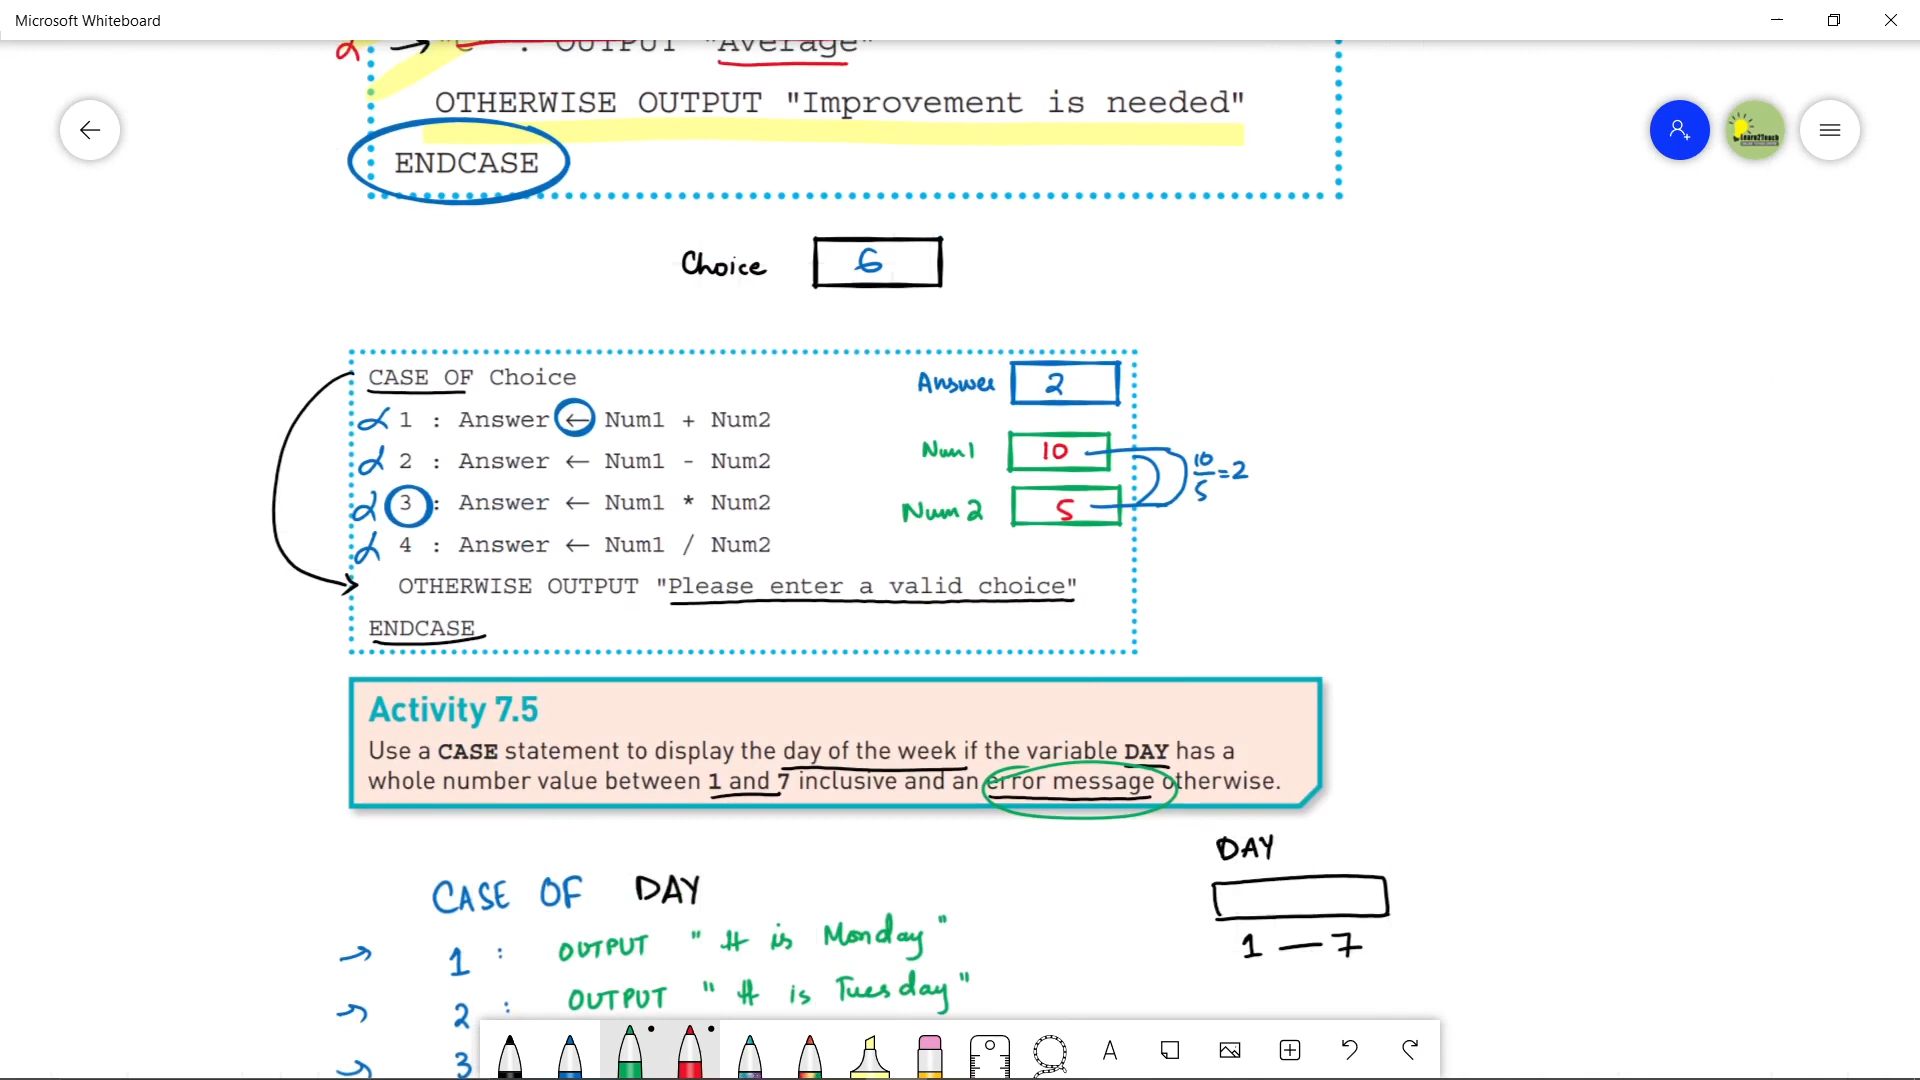 Microsoft Whiteboard
: OUTPUT "Average"
OTHERWISE OUTPUT "Improvement is needed"
ENDCASE
Choice 6
CASE OF Choice
1 : Answer ← Num1 + Num2
2 : Answer ← Num1 - Num2
3 : Answer ← Num1 * Num2
4 : Answer ← Num1 / Num2
OTHERWISE OUTPUT "Please enter a valid choice"
ENDCASE
Answer 2
Num1 10
Num2 5
10/5=2
Activity 7.5
Use a CASE statement to display the day of the week if the variable DAY has a
whole number value between 1 and 7 inclusive and an error message otherwise.
DAY
1 — 7
CASE OF DAY
1 : OUTPUT "It is Monday"
2 : OUTPUT "It is Tuesday"
3